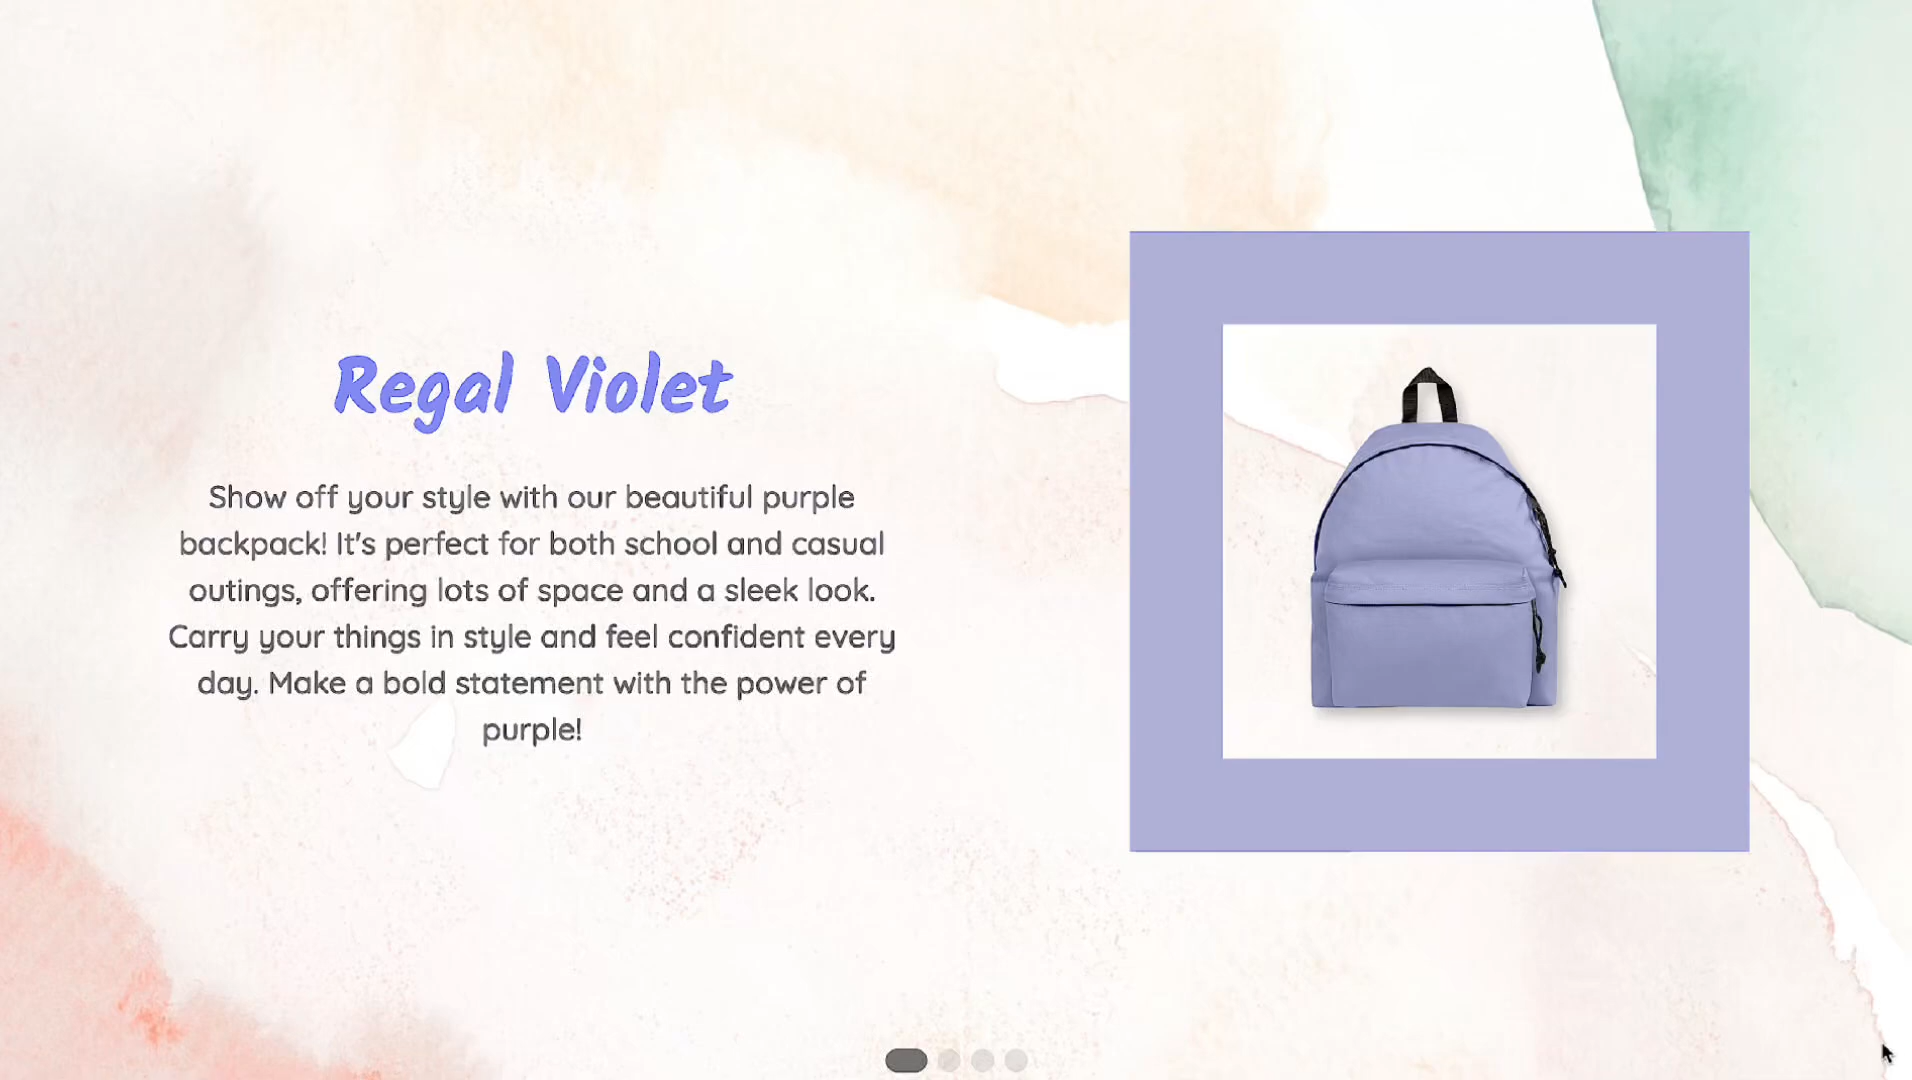 Regal Violet
Show off your style with our beautiful purple
backpack! It's perfect for both school and casual
outings, offering lots of space and a sleek look.
Carry your things in style and feel confident every
day. Make a bold statement with the power of
purple!